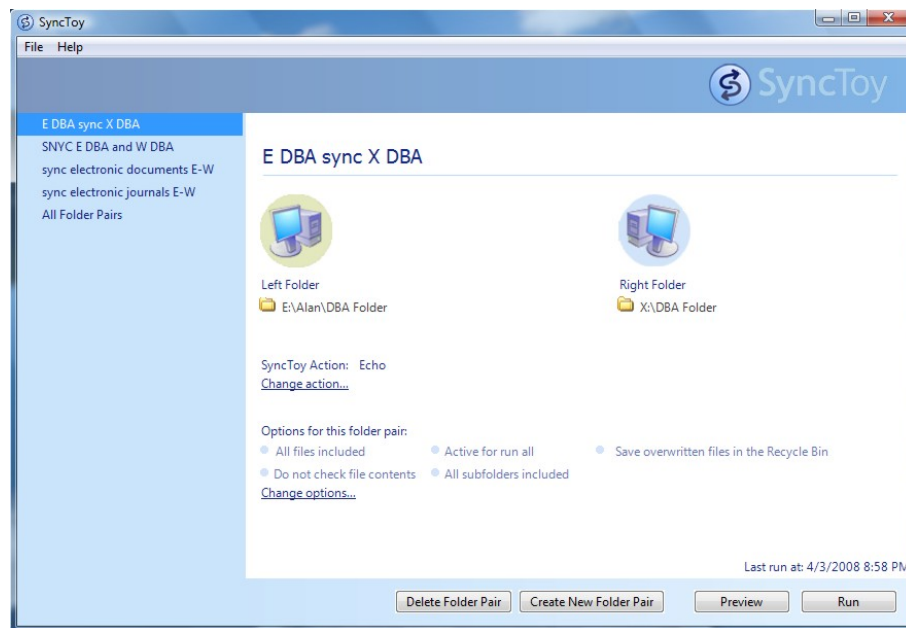 SyncToy
File Help
SyncToy
E DBA sync X DBA
SNYC E DBA and W DBA
sync electronic documents E-W
sync electronic journals E-W
All Folder Pairs
E DBA sync X DBA
Left Folder Right Folder
E:\Alan\DBA Folder X:\DBA Folder
SyncToy Action: Echo
Change action...
Options for this folder pair:
All files included Active for run all Save overwritten files in the Recycle Bin
Do not check file contents All subfolders included
Change options...
Last run at: 4/3/2008 8:58 PM
Delete Folder Pair Create New Folder Pair Preview Run